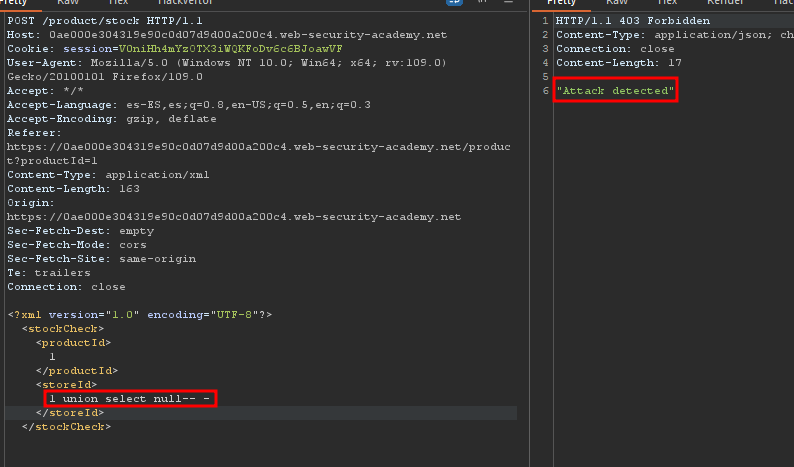 Pretty Raw Hex Hackvertor
Pretty Raw Hex Render Hackvertor
POST /product/stock HTTP/1.1
Host: 0ae000e304319e90c0d07d9d00a200c4.web-security-academy.net
Cookie: session=V0niHh4mYz0TX3iWQKFoDv6c6BJoawVF
User-Agent: Mozilla/5.0 (Windows NT 10.0; Win64; x64; rv:109.0)
Gecko/20100101 Firefox/109.0
Accept: */*
Accept-Language: es-ES,es;q=0.8,en-US;q=0.5,en;q=0.3
Accept-Encoding: gzip, deflate
Referer:
https://0ae000e304319e90c0d07d9d00a200c4.web-security-academy.net/produc
t?productId=1
Content-Type: application/xml
Content-Length: 163
Origin:
https://0ae000e304319e90c0d07d9d00a200c4.web-security-academy.net
Sec-Fetch-Dest: empty
Sec-Fetch-Mode: cors
Sec-Fetch-Site: same-origin
Te: trailers
Connection: close
<?xml version="1.0" encoding="UTF-8"?>
<stockCheck>
<productId>
1
</productId>
<storeId>
1 union select null-- -
</storeId>
</stockCheck>
1 HTTP/1.1 403 Forbidden
2 Content-Type: application/json; ch
3 Connection: close
4 Content-Length: 17
5
6 "Attack detected"